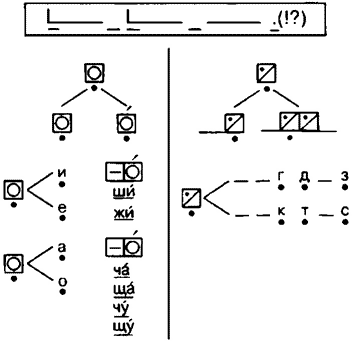 (!?)
и
е
ши́
жи́
а
о
ча́
ща́
чу́
щу́
г д з
к т с